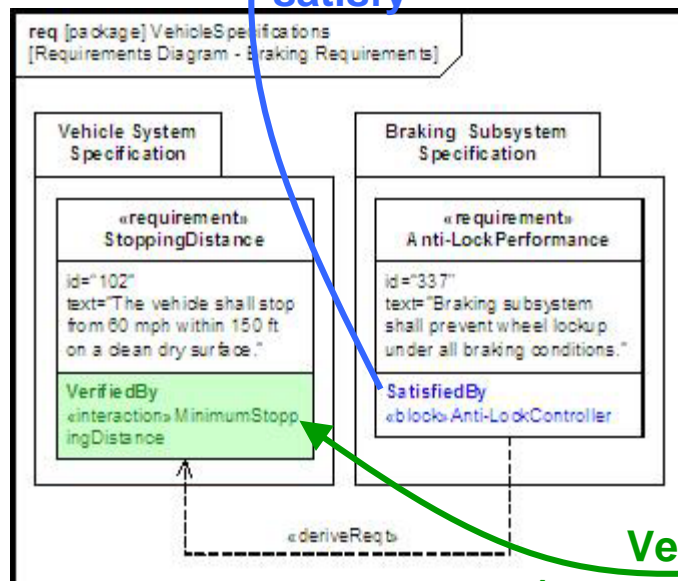 satisfy
req [package] VehicleSpecifications
[Requirements Diagram - Braking Requirements]
Vehicle System
Specification
Braking Subsystem
Specification
«requirement»
StoppingDistance
id="102"
text="The vehicle shall stop
from 60 mph within 150 ft
on a clean dry surface."
VerifiedBy
«interaction» MinimumStopp
ingDistance
«requirement»
Anti-LockPerformance
id="337"
text="Braking subsystem
shall prevent wheel lockup
under all braking conditions."
SatisfiedBy
«block» Anti-LockController
«deriveReqt»
Ve